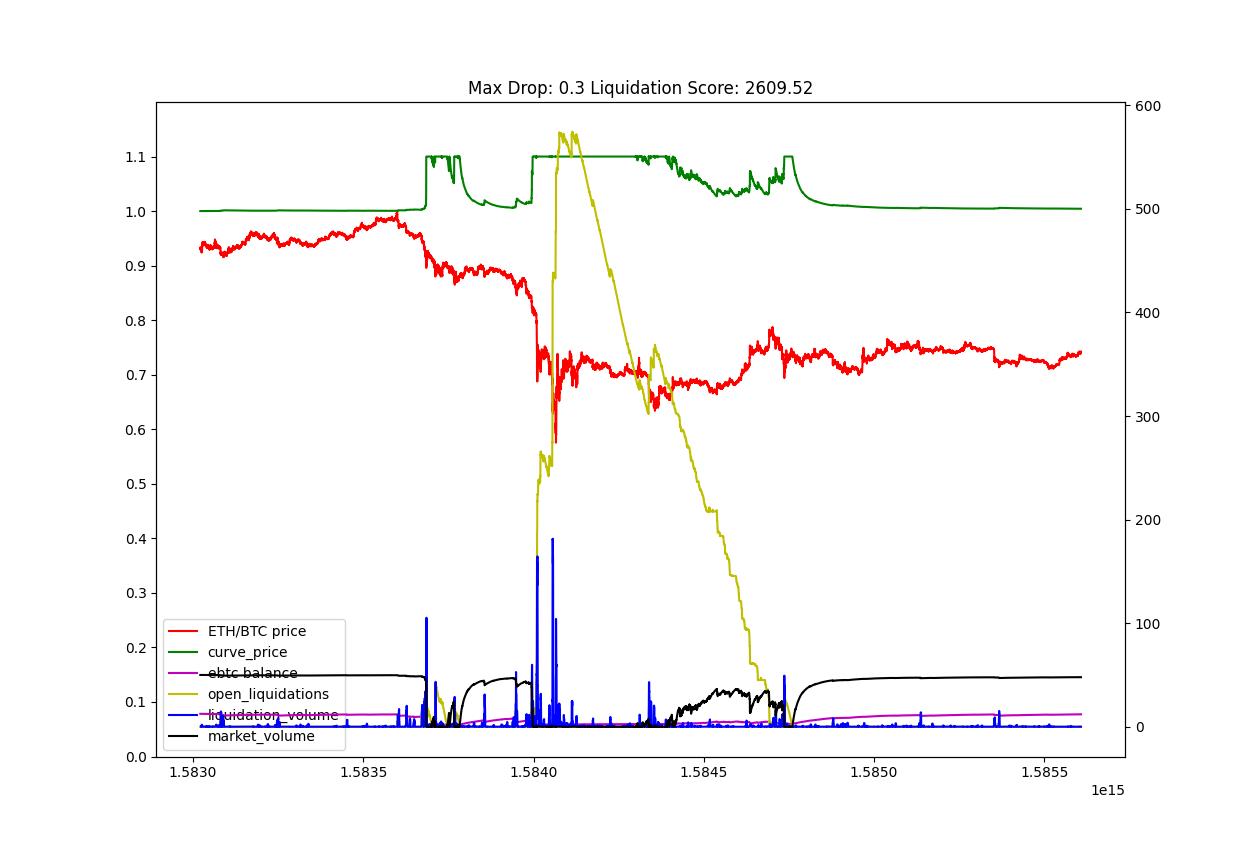 Max Drop: 0.3 Liquidation Score: 2609.52
1.1
1.0
0.9
0.8
0.7
0.6
0.5
0.4
0.3
0.2
0.1
0.0
600
500
400
300
200
100
0
ETH/BTC price
curve_price
ebtc balance
open_liquidations
liquidation_volume
market_volume
1.5830 1.5835 1.5840 1.5845 1.5850 1.5855
1e15